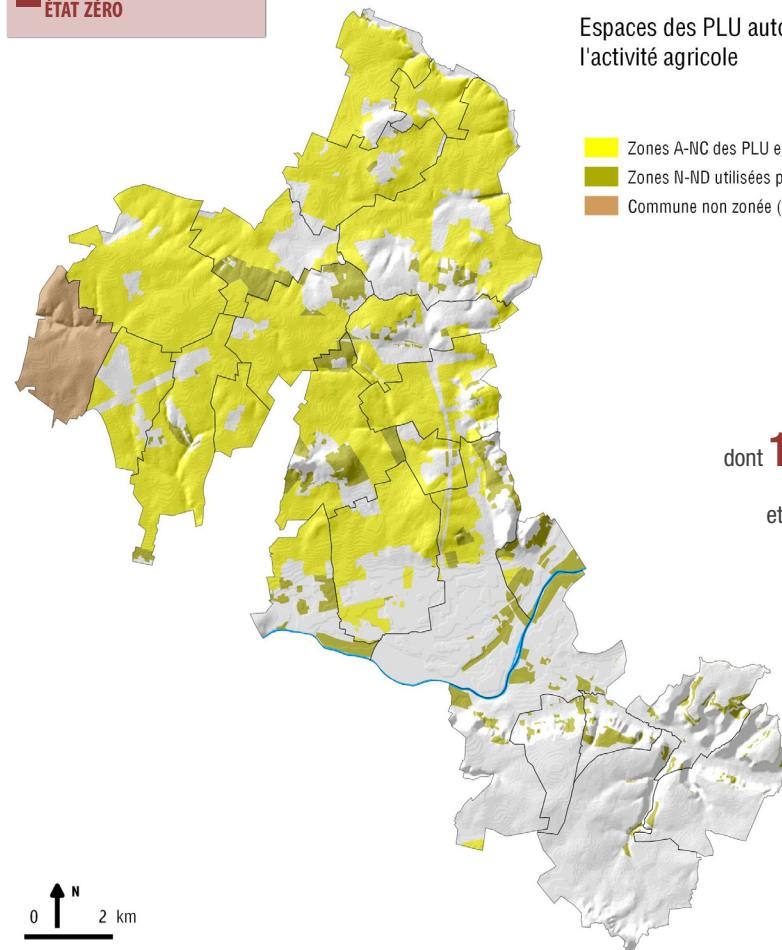 ÉTAT ZÉRO
Espaces des PLU auto
l'activité agricole
Zones A-NC des PLU e
Zones N-ND utilisées p
Commune non zonée (
dont 1
et
N
0 2 km